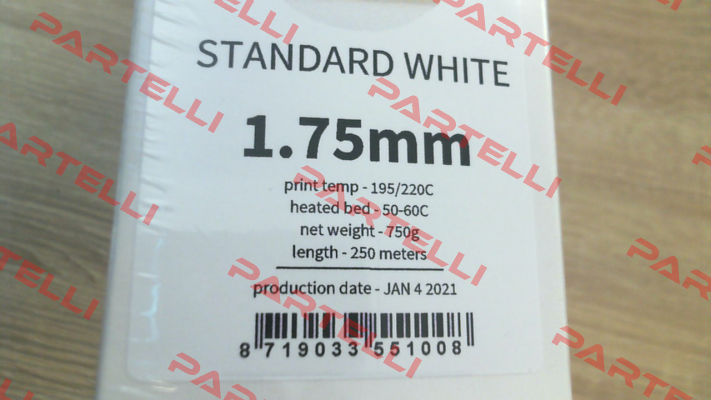 STANDARD WHITE
1.75mm
print temp - 195/220C
heated bed - 50-60C
net weight - 750g
length - 250 meters
production date - JAN 4 2021
8 719033 551008
PARTELLI
PARTELLI
PARTELLI
PARTELLI
PARTELLI
PARTELLI
PARTELLI
PARTELLI
PARTELLI